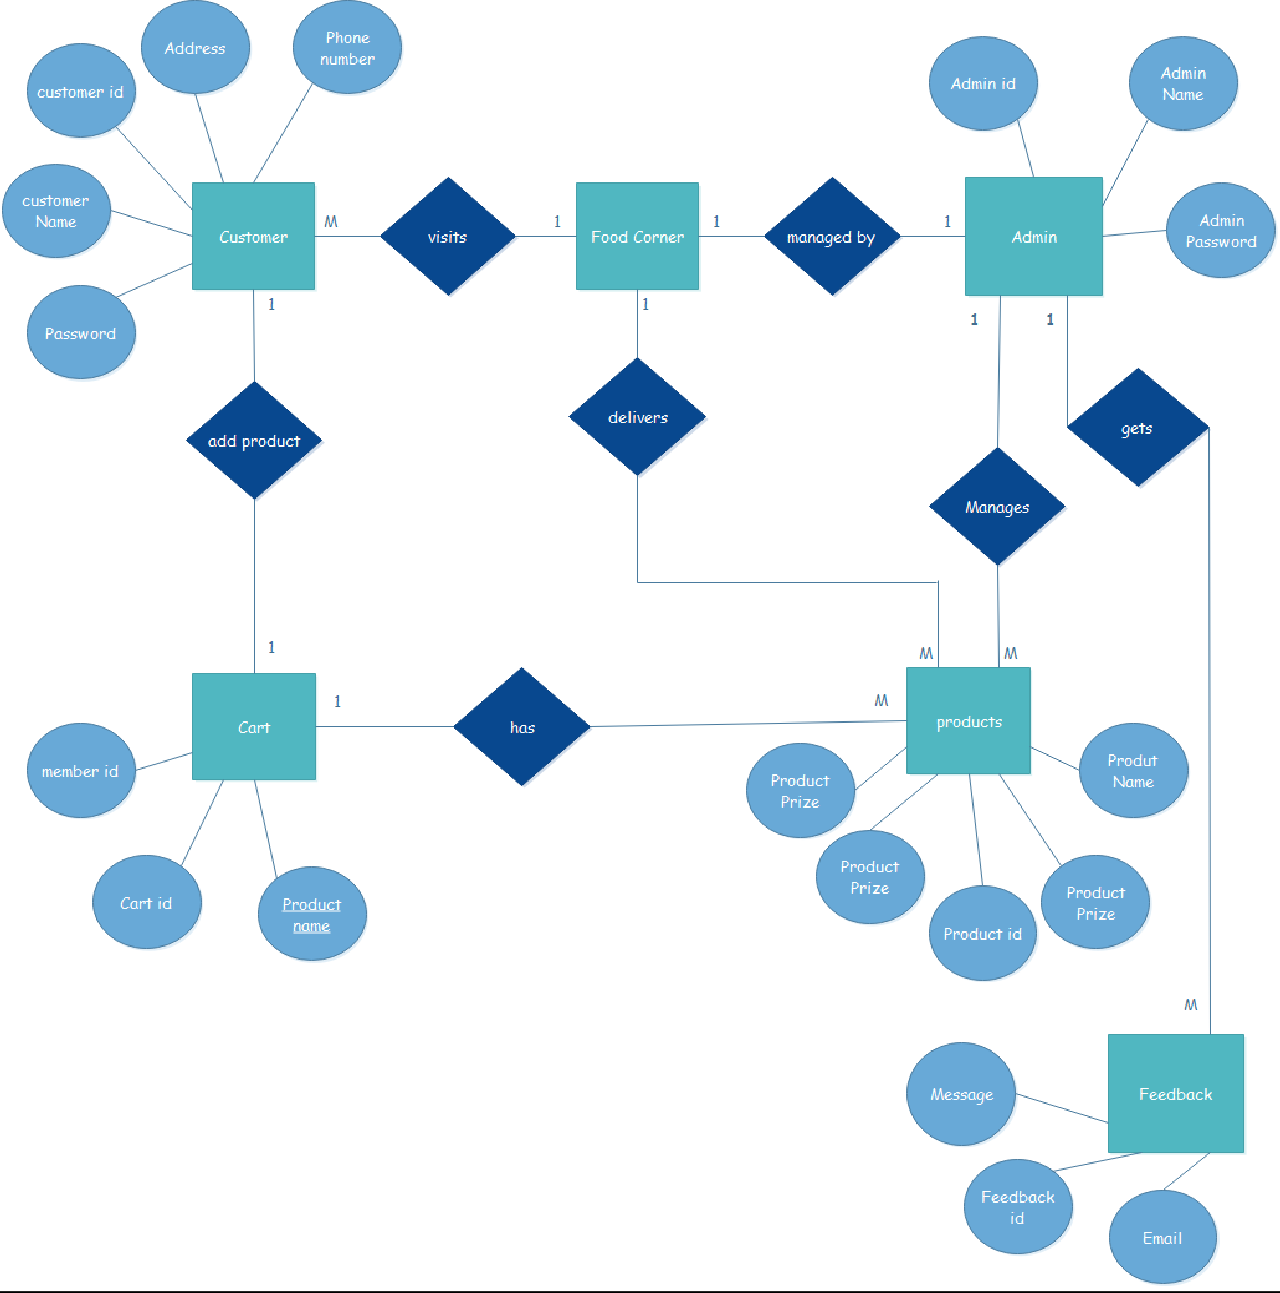 Address
Phone
number
customer id
Admin id
Admin
Name
customer
Name
Admin
Password
Customer
M
visits
1
Food Corner
1
managed by
1
Admin
Password
1
1
1
1
add product
delivers
gets
Manages
1
M
M
Cart
1
has
M
products
member id
Product
Prize
Produt
Name
Product
Prize
Product
Prize
Cart id
Product
name
Product id
M
Message
Feedback
Feedback
id
Email